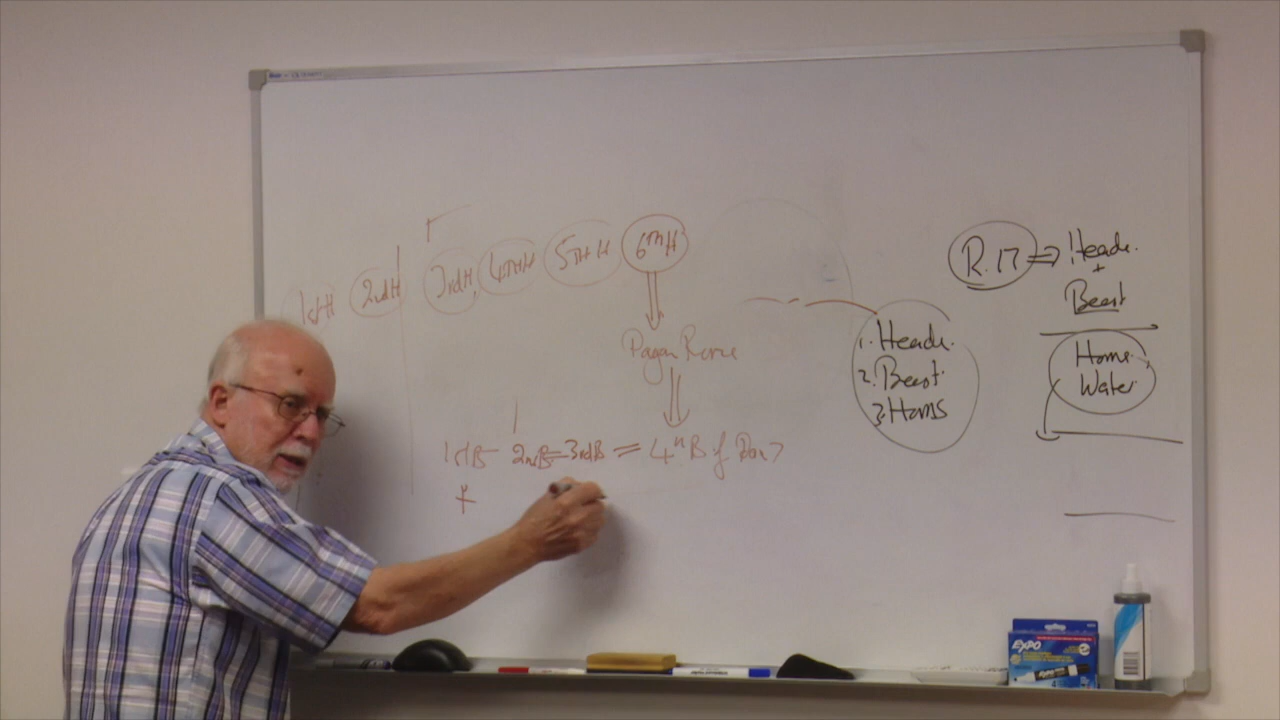 1stH 2ndH 3rdH 4THH 5THH 6thH
Pagan Rome
1stB - 2ndB = 3rdB = 4thB of Dan 7
1. Heads.
2. Beast.
3. Horns
R.17 ⇒ Heads.
+
Beast
Horns
Water
EXPO